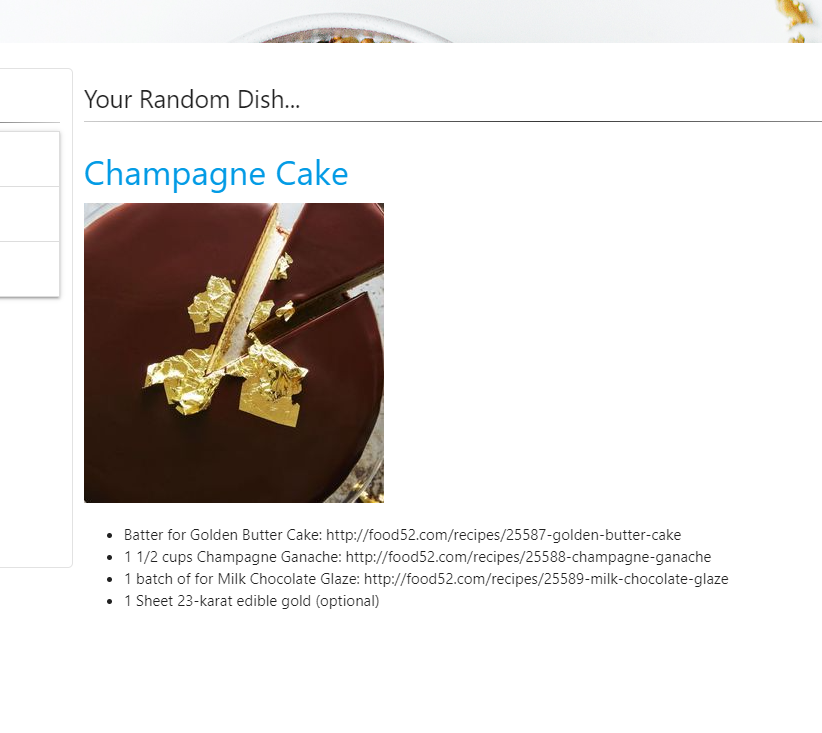 Your Random Dish...
Champagne Cake
Batter for Golden Butter Cake: http://food52.com/recipes/25587-golden-butter-cake
1 1/2 cups Champagne Ganache: http://food52.com/recipes/25588-champagne-ganache
1 batch of for Milk Chocolate Glaze: http://food52.com/recipes/25589-milk-chocolate-glaze
1 Sheet 23-karat edible gold (optional)